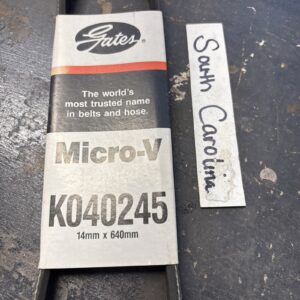 Gates
The world's
most trusted name
in belts and hose.
Micro-V
K040245
14mm x 640mm
South Carolina